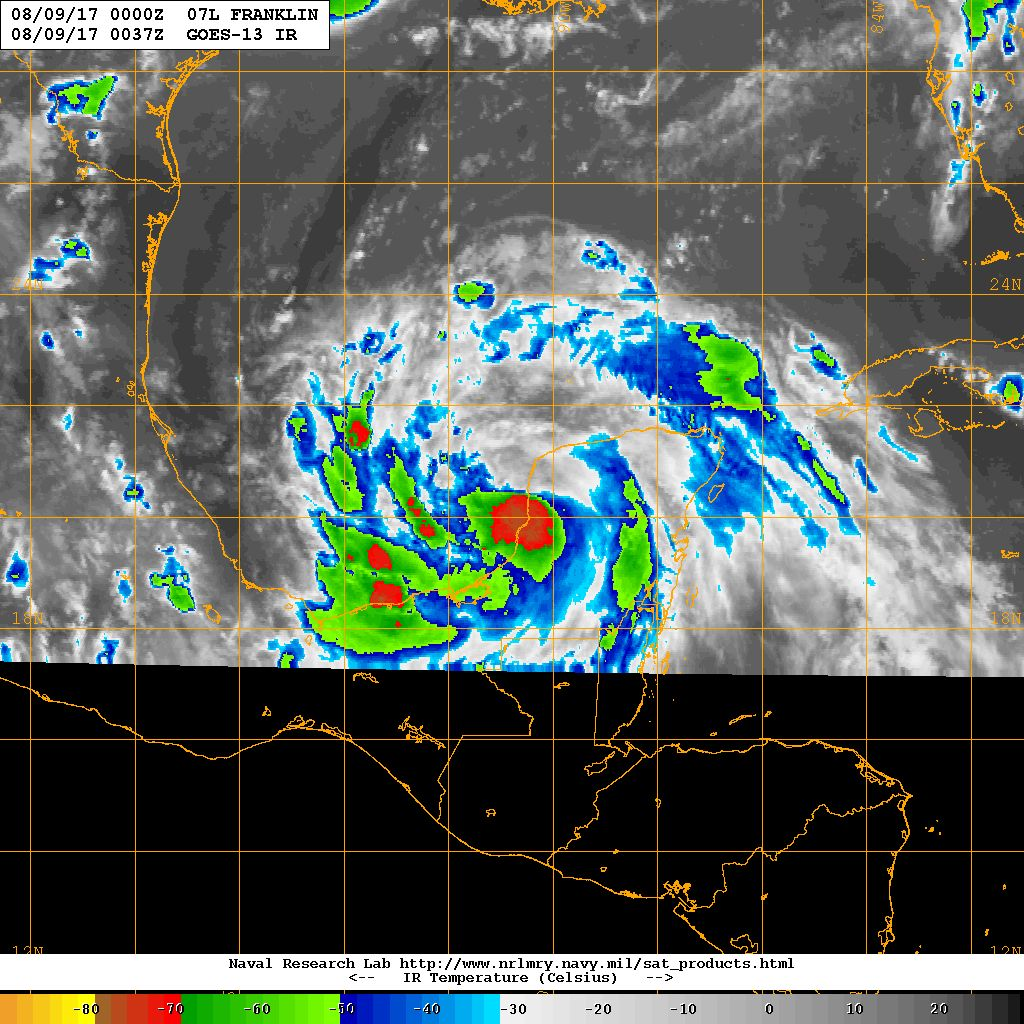 08/09/17 0000Z 07L FRANKLIN
08/09/17 0037Z GOES-13 IR
90W
84W
24N
24N
18N
18N
12N
12N
Naval Research Lab http://www.nrlmry.navy.mil/sat_products.html
<-- IR Temperature (Celsius) -->
-80 -70 -60 -50 -40 -30 -20 -10 0 10 20